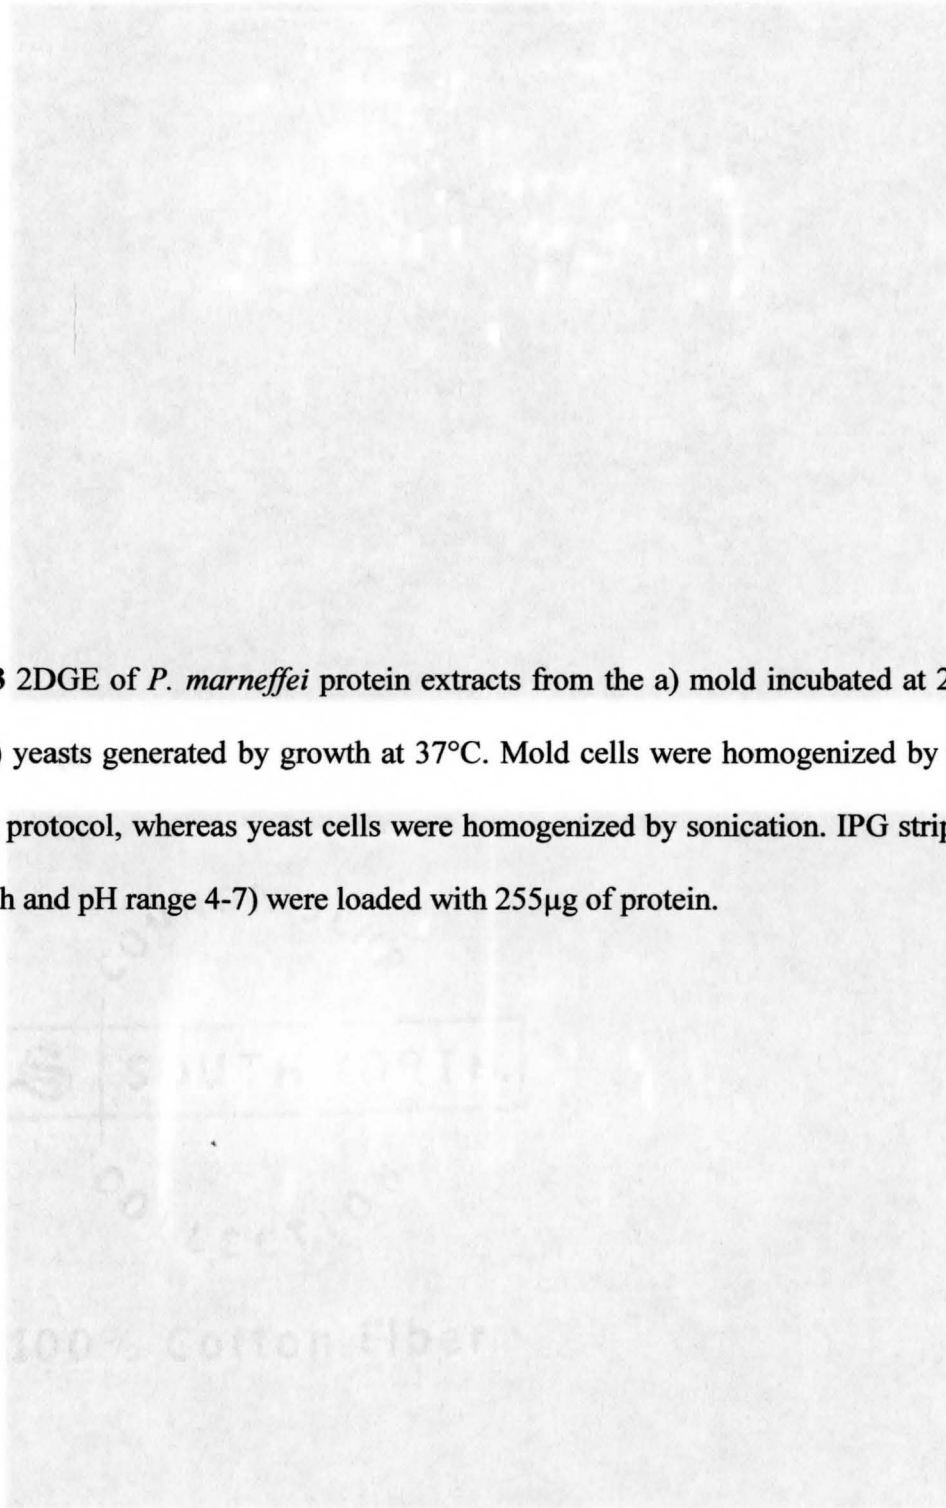 3 2DGE of P. marneffei protein extracts from the a) mold incubated at 2
) yeasts generated by growth at 37°C. Mold cells were homogenized by
protocol, whereas yeast cells were homogenized by sonication. IPG strip
h and pH range 4-7) were loaded with 255µg of protein.
100% Cotton Fiber